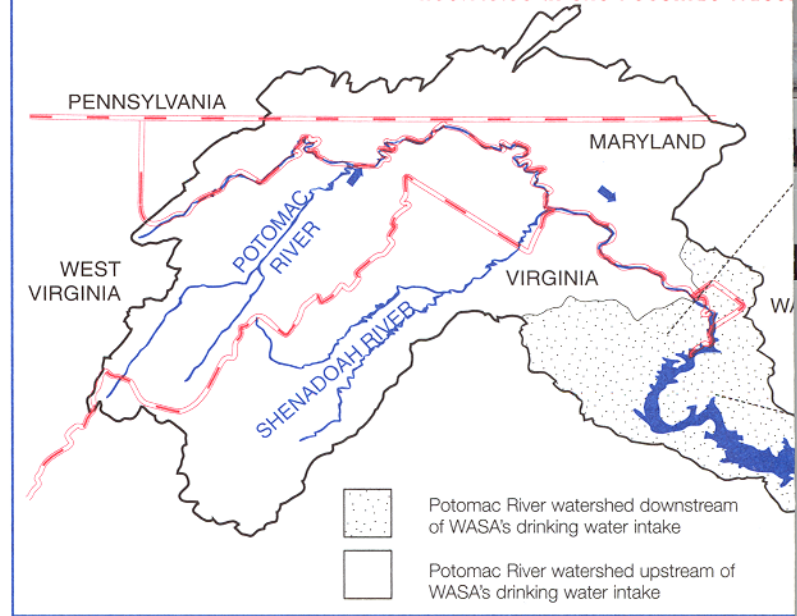 PENNSYLVANIA
MARYLAND
POTOMAC
RIVER
WEST
VIRGINIA
VIRGINIA
SHENADOAH RIVER
Potomac River watershed downstream
of WASA's drinking water intake
Potomac River watershed upstream of
WASA's drinking water intake